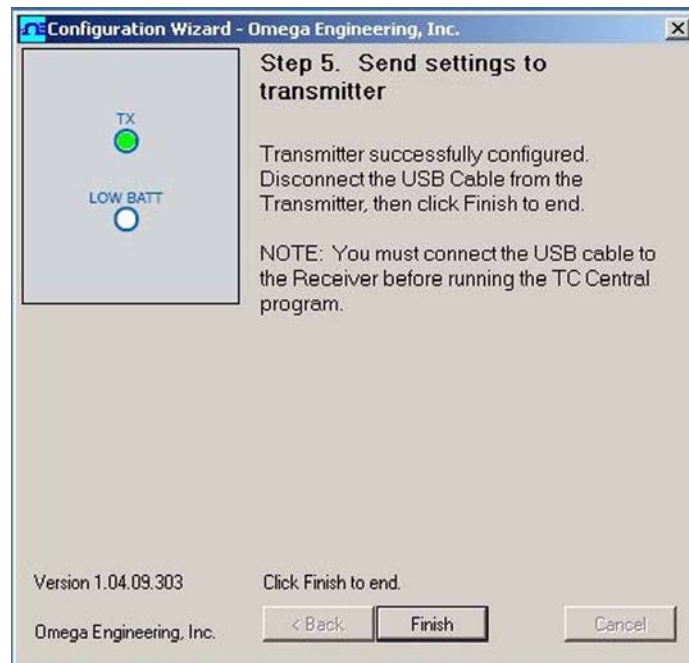 Configuration Wizard - Omega Engineering, Inc.
Step 5. Send settings to
transmitter
TX
LOW BATT
Transmitter successfully configured.
Disconnect the USB Cable from the
Transmitter, then click Finish to end.
NOTE: You must connect the USB cable to
the Receiver before running the TC Central
program.
Version 1.04.09.303
Click Finish to end.
Omega Engineering, Inc.
< Back
Finish
Cancel